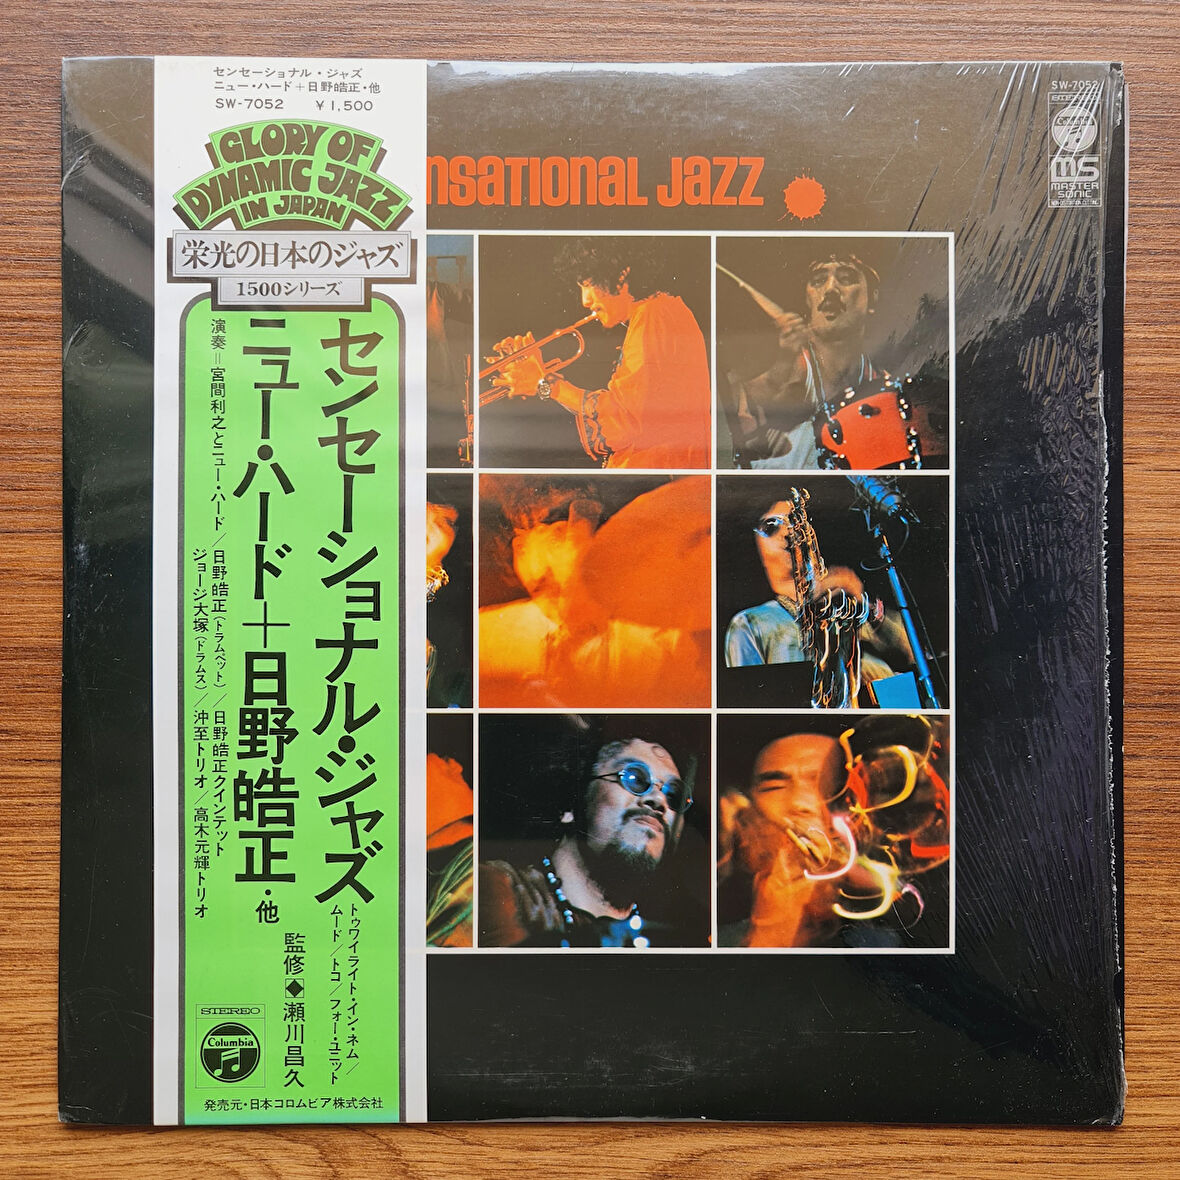 センセーショナル・ジャズ
ニュー・ハード+日野皓正・他
SW-7052 ￥1,500
GLORY OF
DYNAMIC JAZZ
IN JAPAN
栄光の日本のジャズ
1500シリーズ
センセーショナル・ジャズ
トゥワイライト・イン・ネム/
ムード/トコ/フォー・ユニット
ニュー・ハード+日野皓正・他
監修◆瀬川昌久
演奏=宮間利之とニュー・ハード/日野皓正(トランペット)/日野皓正クインテット
ジョージ大塚(ドラムス)/沖至トリオ/高木元輝トリオ
STEREO
Columbia
発売元・日本コロムビア株式会社
nsational Jazz
SW-7052
STEREO
Columbia
MS
MASTER
SONIC
NON-DISTORTION CUTTING